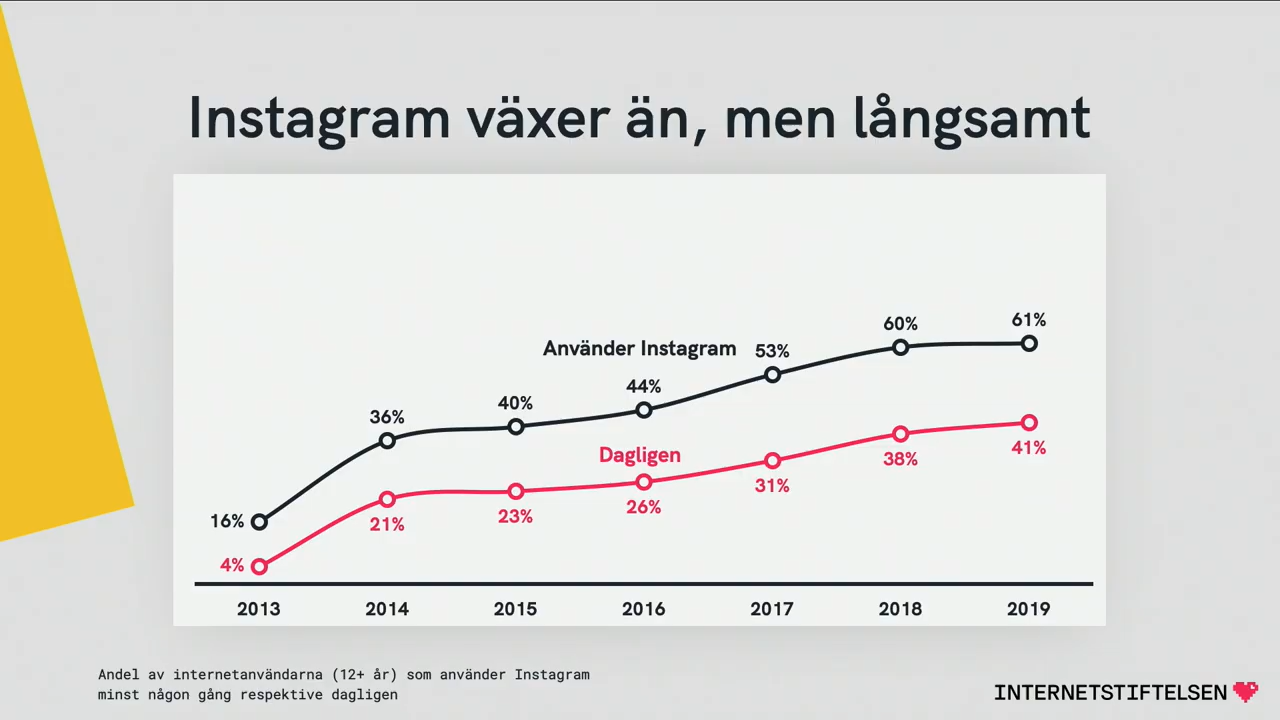 Instagram växer än, men långsamt
61%
60%
Använder Instagram
53%
44%
40%
36%
Dagligen
41%
38%
31%
26%
23%
21%
16%
4%
2013 2014 2015 2016 2017 2018 2019
Andel av internetanvändarna (12+ år) som använder Instagram
minst någon gång respektive dagligen
INTERNETSTIFTELSEN